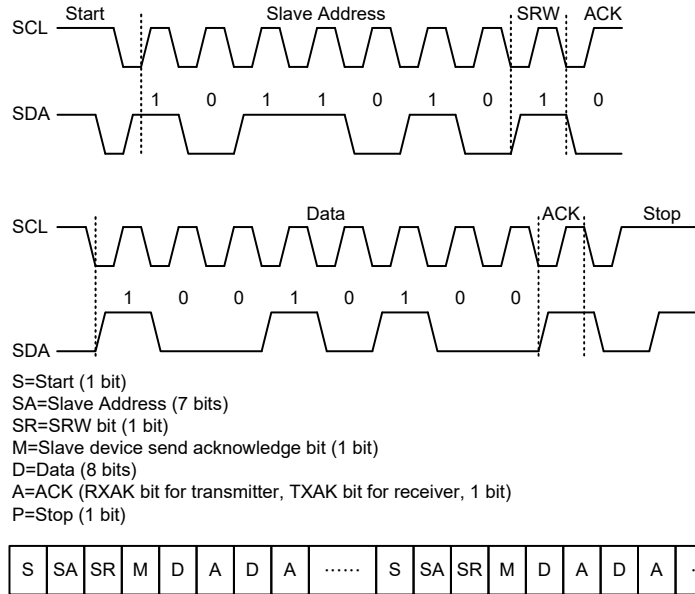 Start Slave Address SRW ACK
SCL
1 0 1 1 0 1 0 1 0
SDA
Data ACK Stop
SCL
1 0 0 1 0 1 0 0
SDA
S=Start (1 bit)
SA=Slave Address (7 bits)
SR=SRW bit (1 bit)
M=Slave device send acknowledge bit (1 bit)
D=Data (8 bits)
A=ACK (RXAK bit for transmitter, TXAK bit for receiver, 1 bit)
P=Stop (1 bit)
S SA SR M D A D A ...... S SA SR M D A D A